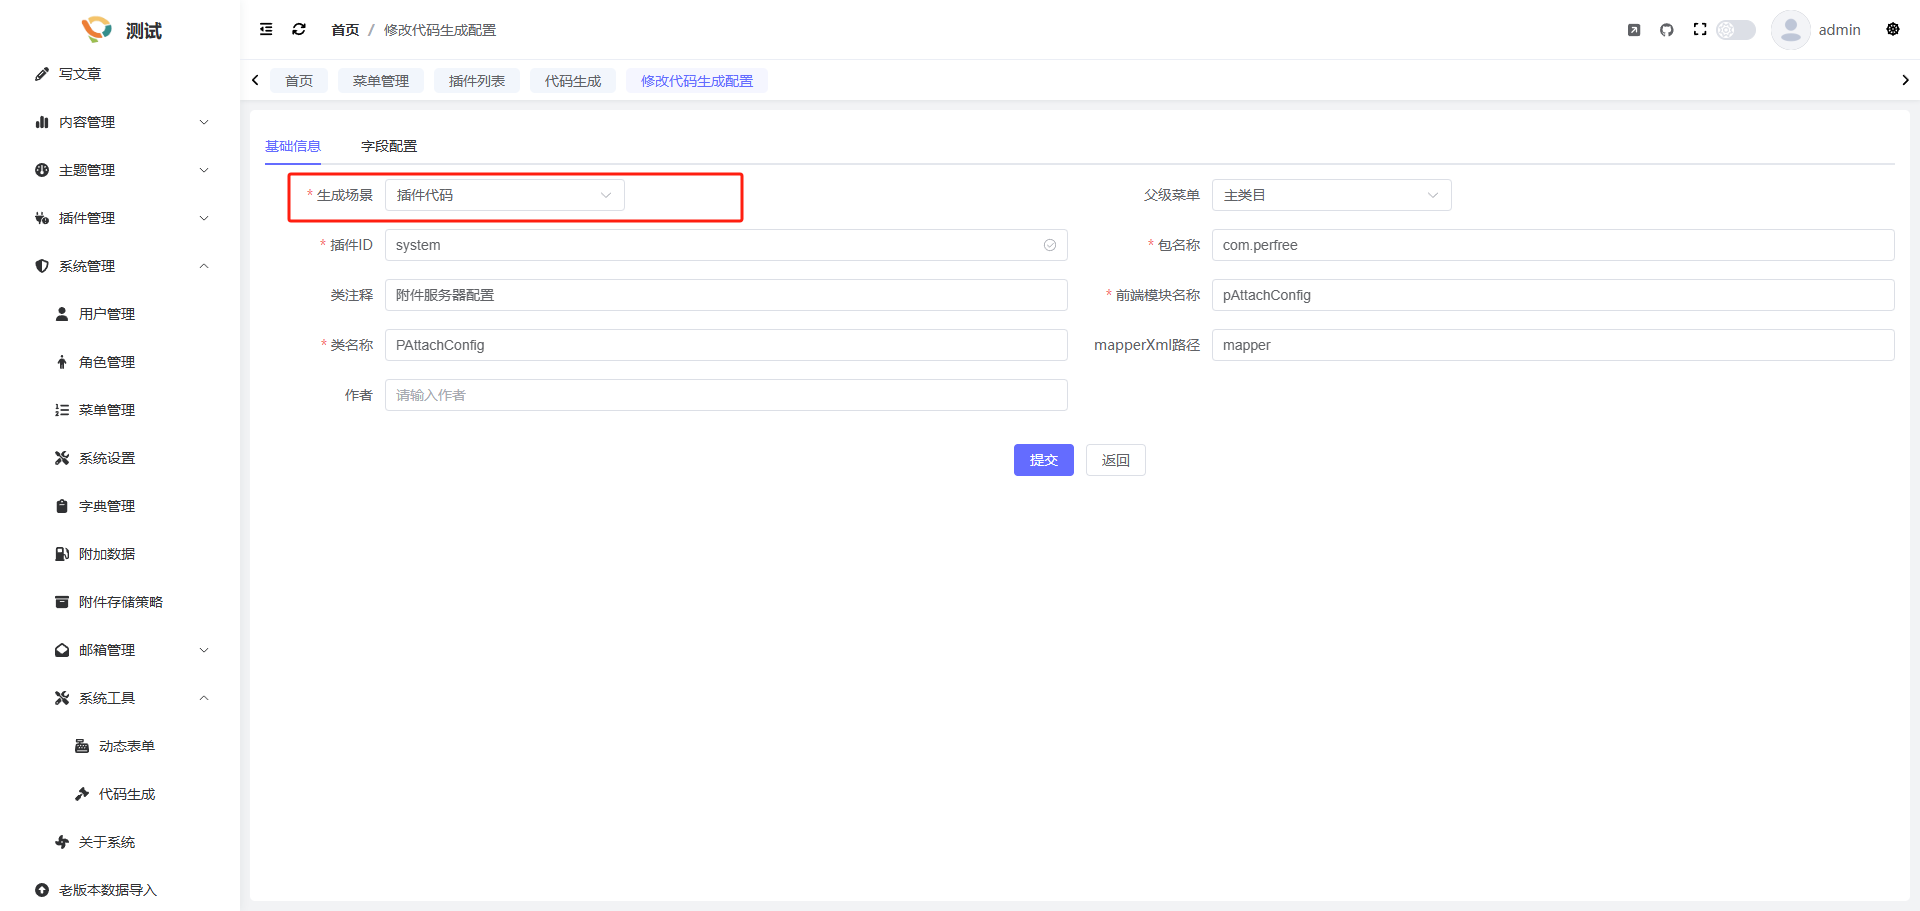 测试
写文章
内容管理
主题管理
插件管理
系统管理
用户管理
角色管理
菜单管理
系统设置
字典管理
附加数据
附件存储策略
邮箱管理
系统工具
动态表单
代码生成
关于系统
老版本数据导入
首页 / 修改代码生成配置
admin
首页 菜单管理 插件列表 代码生成 修改代码生成配置
基础信息 字段配置
* 生成场景 插件代码 父级菜单 主类目
* 插件ID system * 包名称 com.perfree
类注释 附件服务器配置 * 前端模块名称 pAttachConfig
* 类名称 PAttachConfig mapperXml路径 mapper
作者 请输入作者
提交 返回